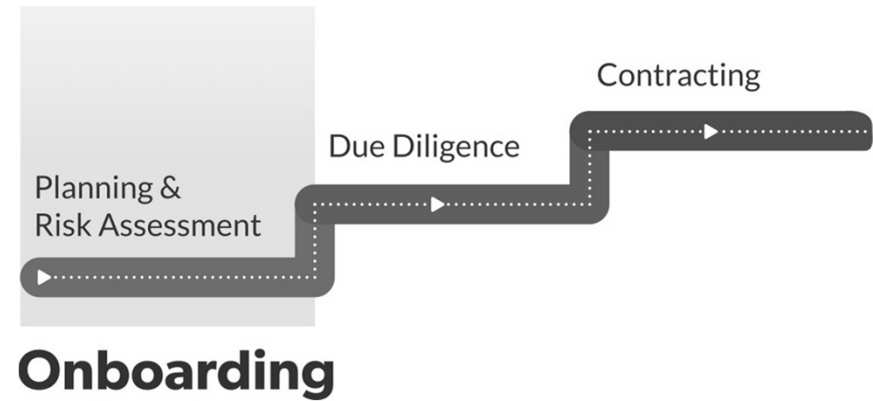 Contracting
Due Diligence
Planning &
Risk Assessment
Onboarding